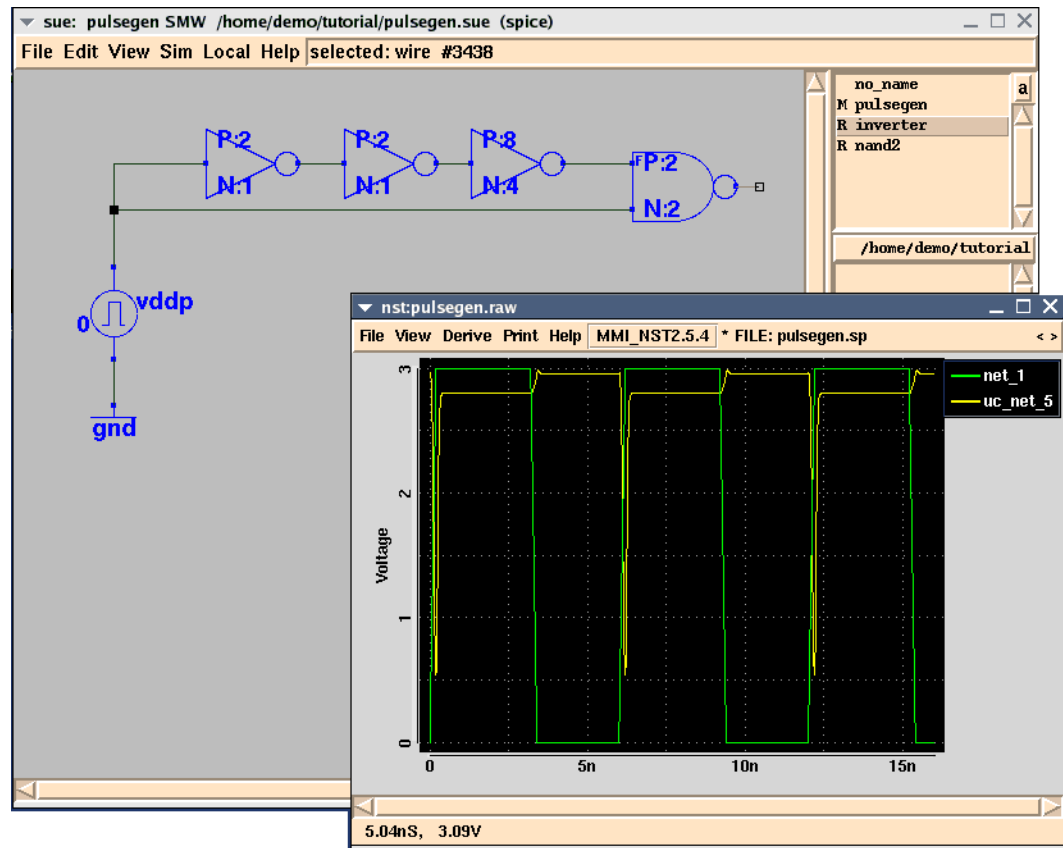 sue: pulsegen SMW /home/demo/tutorial/pulsegen.sue (spice)
File Edit View Sim Local Help selected: wire #3438
no_name
a
M pulsegen
R inverter
R nand2
/home/demo/tutorial
P:2
N:1
P:2
N:1
P:8
N:4
F P:2
N:2
vddp
0
gnd
nst:pulsegen.raw
File View Derive Print Help MMI_NST2.5.4 * FILE: pulsegen.sp < >
net_1
uc_net_5
3
2
1
0
Voltage
0 5n 10n 15n
5.04nS, 3.09V